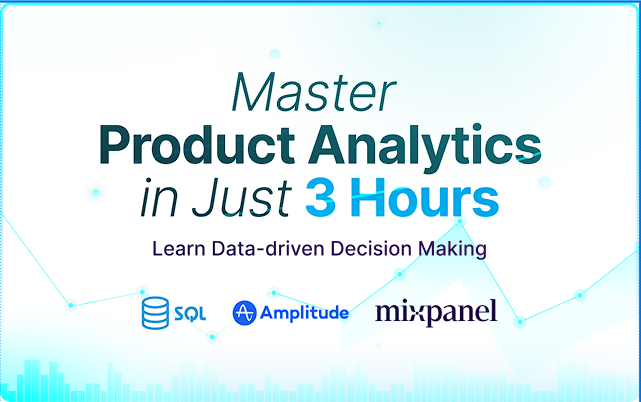 Master
Product Analytics
in Just 3 Hours
Learn Data-driven Decision Making
SQL Amplitude mixpanel